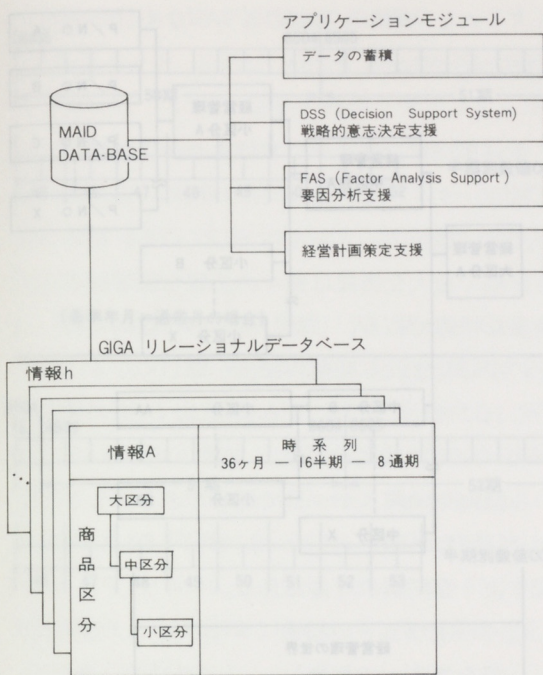 アプリケーションモジュール
データの蓄積
MAID
DATA-BASE
DSS (Decision Support System)
戦略的意志決定支援
FAS (Factor Analysis Support)
要因分析支援
経営計画策定支援
GIGA リレーショナルデータベース
情報h
情報A
時系列
36ヶ月 — 16半期 — 8通期
商品区分
大区分
中区分
小区分